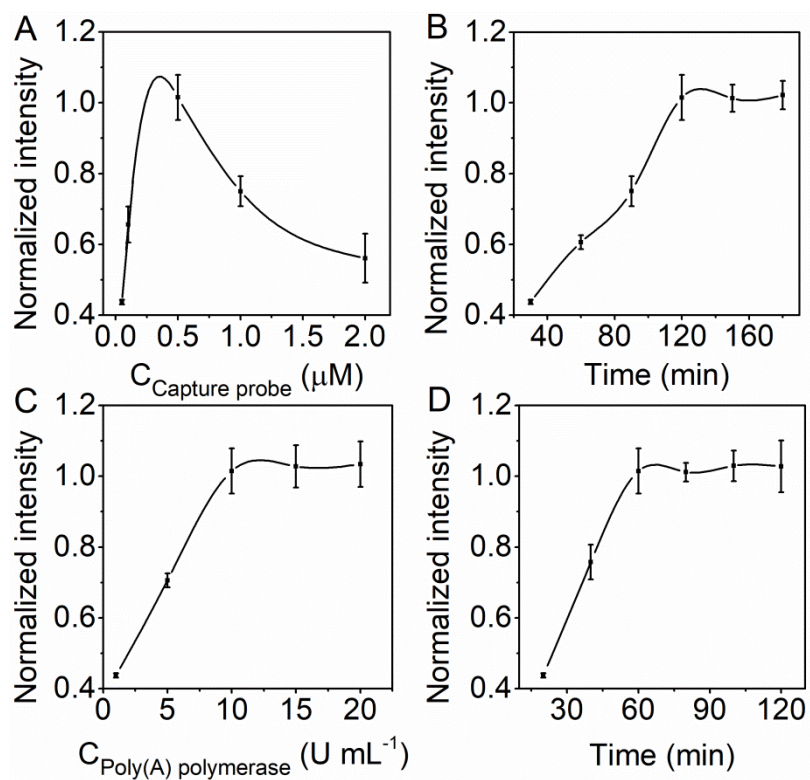 A
Normalized intensity
1.2
1.0
0.8
0.6
0.4
0.0 0.5 1.0 1.5 2.0
C Capture probe (μM)
B
Normalized intensity
1.2
1.0
0.8
0.6
0.4
40 80 120 160
Time (min)
C
Normalized intensity
1.2
1.0
0.8
0.6
0.4
0 5 10 15 20
C Poly(A) polymerase (U mL⁻¹)
D
Normalized intensity
1.2
1.0
0.8
0.6
0.4
30 60 90 120
Time (min)